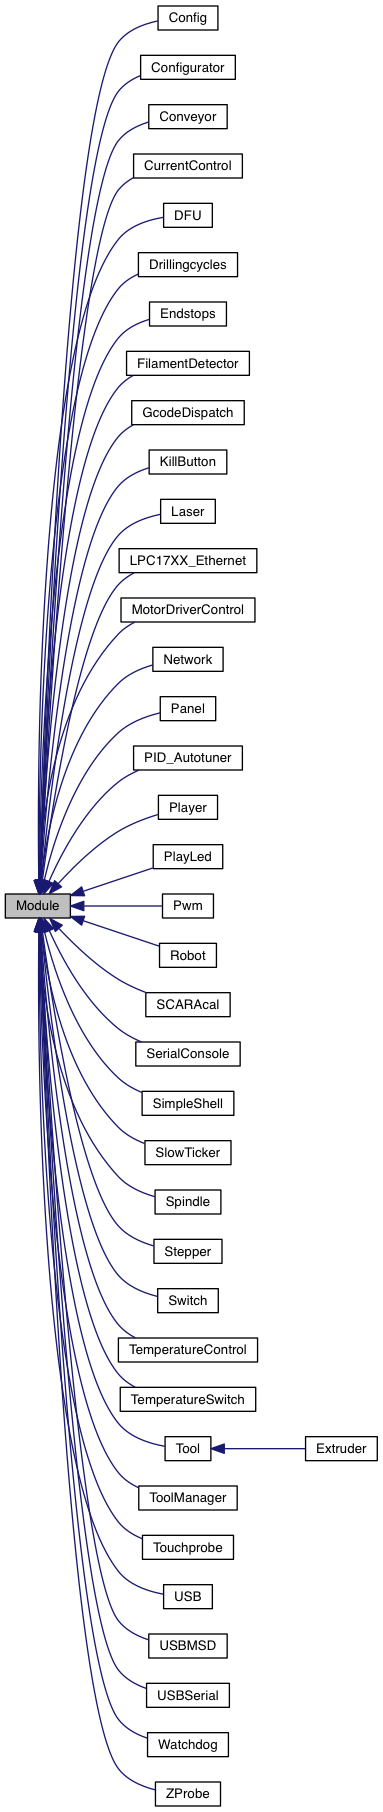 Config
Configurator
Conveyor
CurrentControl
DFU
Drillingcycles
Endstops
FilamentDetector
GcodeDispatch
KillButton
Laser
LPC17XX_Ethernet
MotorDriverControl
Network
Panel
PID_Autotuner
Player
PlayLed
Module
Pwm
Robot
SCARAcal
SerialConsole
SimpleShell
SlowTicker
Spindle
Stepper
Switch
TemperatureControl
TemperatureSwitch
Tool
Extruder
ToolManager
Touchprobe
USB
USBMSD
USBSerial
Watchdog
ZProbe